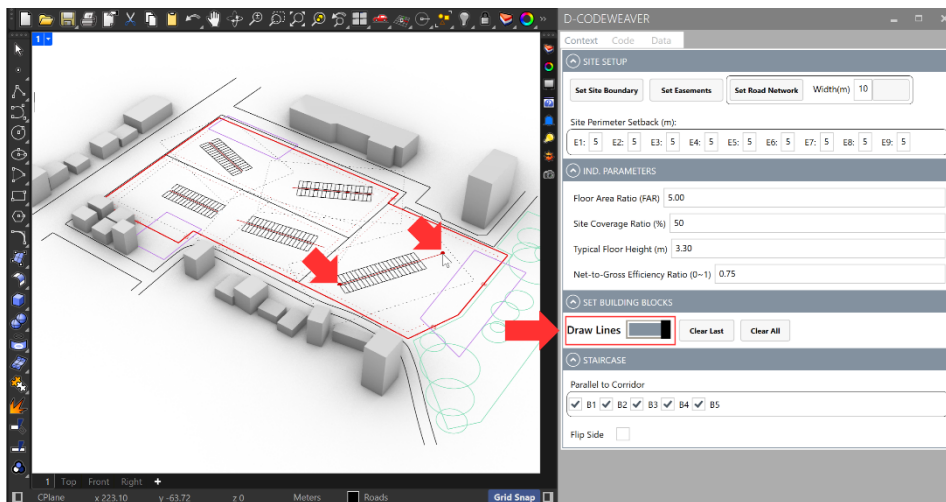 D-CODEWEAVER
1
Context Code Data
SITE SETUP
Set Site Boundary Set Easements Set Road Network Width(m) 10
Site Perimeter Setback (m):
E1: 5 E2: 5 E3: 5 E4: 5 E5: 5 E6: 5 E7: 5 E8: 5 E9: 5
IND. PARAMETERS
Floor Area Ratio (FAR) 5.00
Site Coverage Ratio (%) 50
Typical Floor Height (m) 3.30
Net-to-Gross Efficiency Ratio (0~1) 0.75
SET BUILDING BLOCKS
Draw Lines Clear Last Clear All
STAIRCASE
Parallel to Corridor
B1 B2 B3 B4 B5
Flip Side
1 Top Front Right
CPlane x 223.10 y -63.72 z 0 Meters Roads Grid Snap